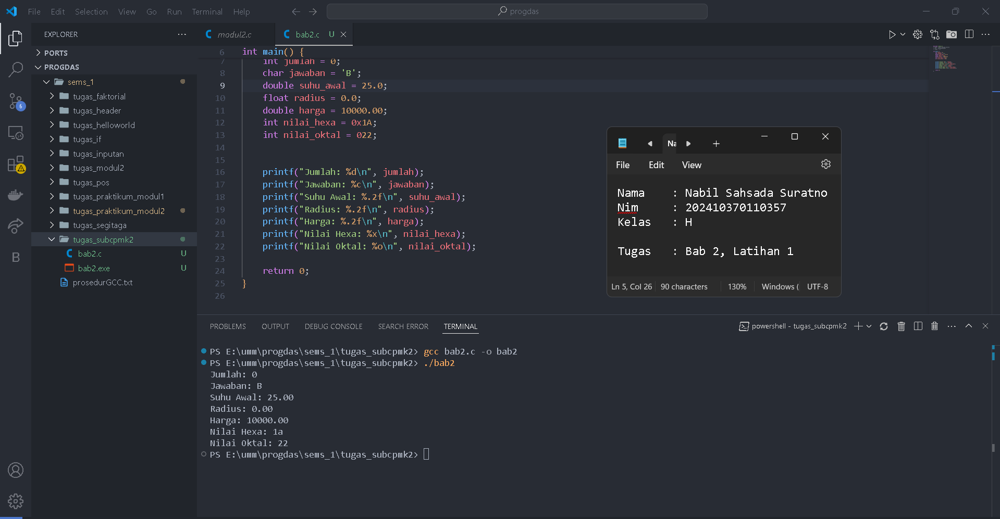 File Edit Selection View Go Run Terminal Help
progdas
EXPLORER
PORTS
PROGDAS
sems_1
tugas_faktorial
tugas_header
tugas_helloworld
tugas_if
tugas_inputan
tugas_modul2
tugas_pos
tugas_praktikum_modul1
tugas_praktikum_modul2
tugas_segitaga
tugas_subcpmk2
bab2.c U
bab2.exe U
prosedurGCC.txt
6
B
modul2.c
bab2.c U
6 int main() {
7 int jumlah = 0;
8 char jawaban = 'B';
9 double suhu_awal = 25.0;
10 float radius = 0.0;
11 double harga = 10000.00;
12 int nilai_hexa = 0x1A;
13 int nilai_oktal = 022;
14
15
16 printf("Jumlah: %d\n", jumlah);
17 printf("Jawaban: %c\n", jawaban);
18 printf("Suhu Awal: %.2f\n", suhu_awal);
19 printf("Radius: %.2f\n", radius);
20 printf("Harga: %.2f\n", harga);
21 printf("Nilai Hexa: %x\n", nilai_hexa);
22 printf("Nilai Oktal: %o\n", nilai_oktal);
23
24 return 0;
25 }
26
Na
File Edit View
Nama : Nabil Sahsada Suratno
Nim : 202410370110357
Kelas : H
Tugas : Bab 2, Latihan 1
Ln 5, Col 26 90 characters 130% Windows ( UTF-8
PROBLEMS OUTPUT DEBUG CONSOLE SEARCH ERROR TERMINAL
powershell - tugas_subcpmk2
PS E:\umm\progdas\sems_1\tugas_subcpmk2> gcc bab2.c -o bab2
PS E:\umm\progdas\sems_1\tugas_subcpmk2> ./bab2
Jumlah: 0
Jawaban: B
Suhu Awal: 25.00
Radius: 0.00
Harga: 10000.00
Nilai Hexa: 1a
Nilai Oktal: 22
PS E:\umm\progdas\sems_1\tugas_subcpmk2>